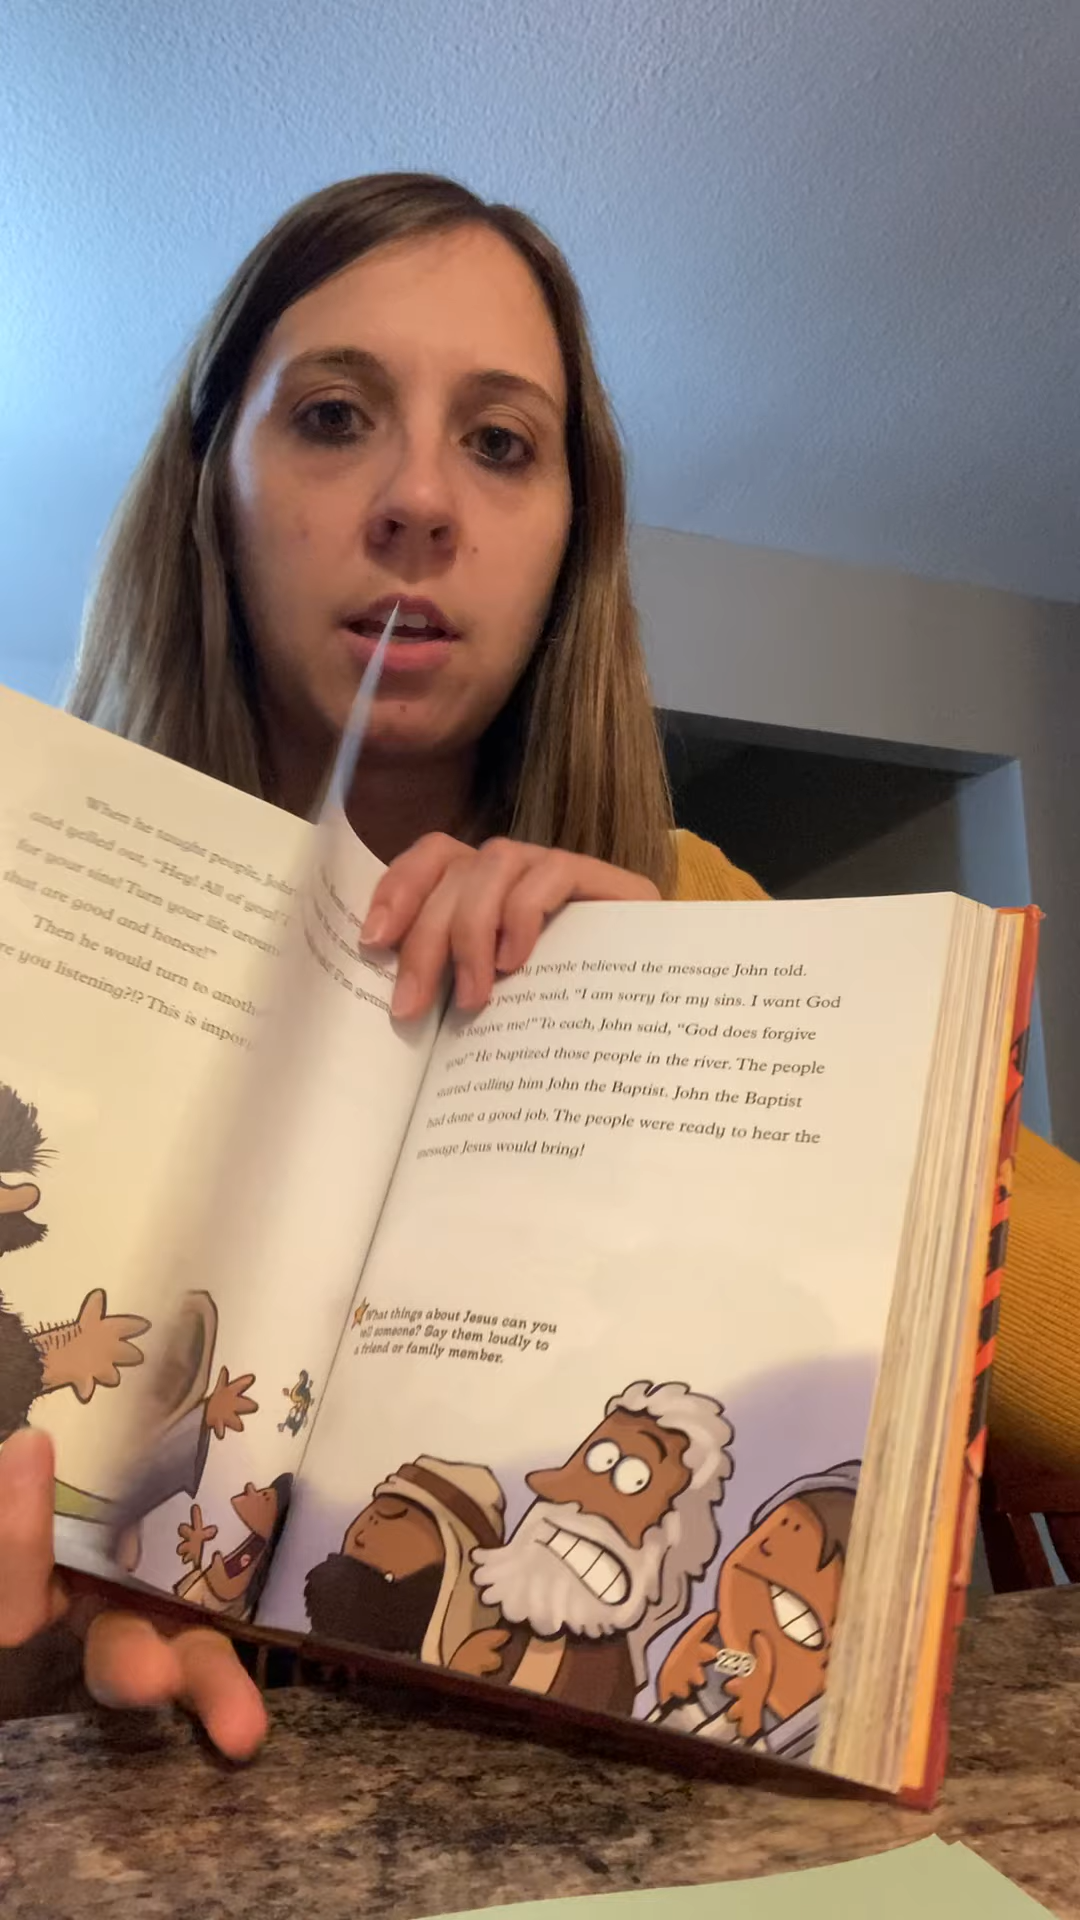 When he taught people, John
and yelled out, "Hey! All of you!
for your sins! Turn your life around
that are good and honest!"
Then he would turn to anoth
re you listening?!? This is impor
I'm gettin
ny people believed the message John told.
people said, "I am sorry for my sins. I want God
forgive me!" To each, John said, "God does forgive
you!" He baptized those people in the river. The people
started calling him John the Baptist. John the Baptist
had done a good job. The people were ready to hear the
message Jesus would bring!
What things about Jesus can you
tell someone? Say them loudly to
a friend or family member.
223